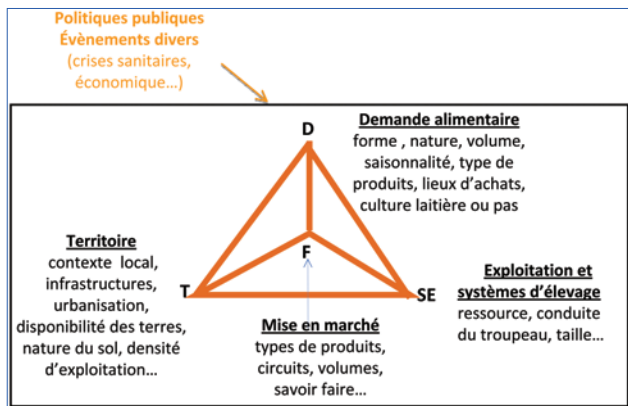 Politiques publiques
Évènements divers
(crises sanitaires,
économique…)
D
Demande alimentaire
forme , nature, volume,
saisonnalité, type de
produits, lieux d’achats,
culture laitière ou pas
Territoire
contexte local,
infrastructures,
urbanisation,
disponibilité des terres,
nature du sol, densité
d’exploitation…
T
F
SE
Mise en marché
types de produits,
circuits, volumes,
savoir faire…
Exploitation et
systèmes d’élevage
ressource, conduite
du troupeau, taille…